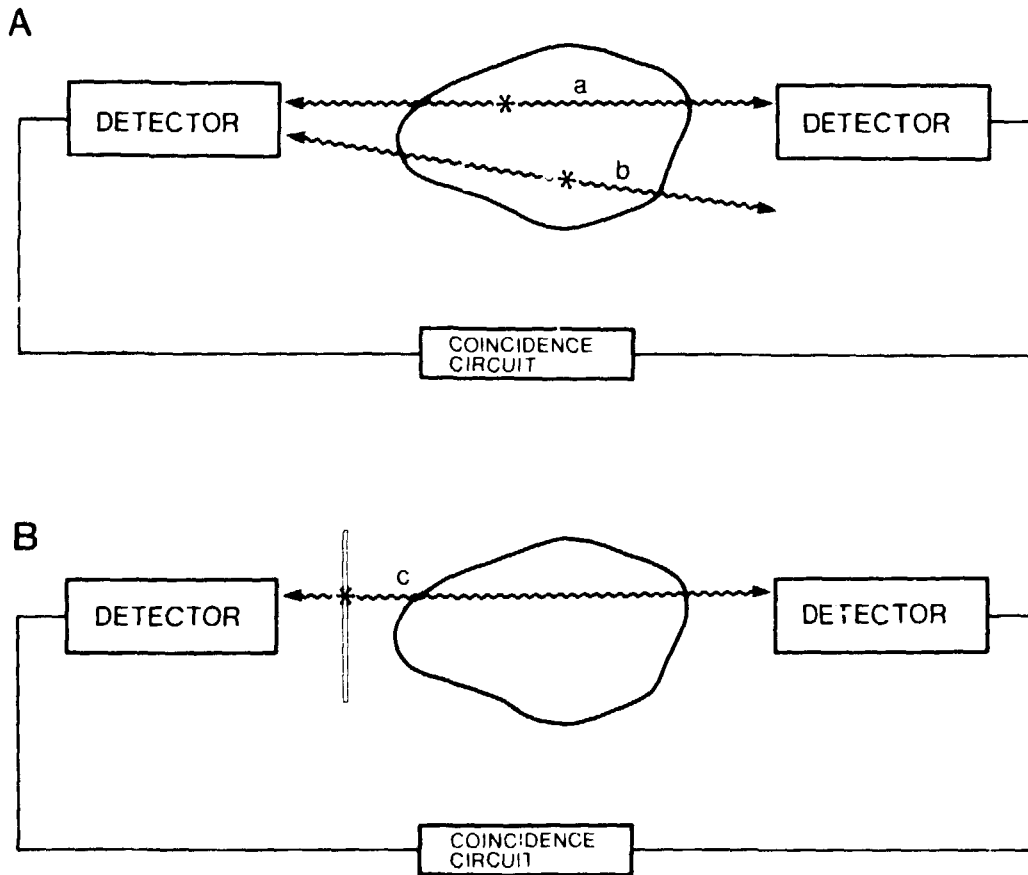 A
DETECTOR
a
DETECTOR
b
COINCIDENCE
CIRCUIT
B
DETECTOR
c
DETECTOR
COINCIDENCE
CIRCUIT